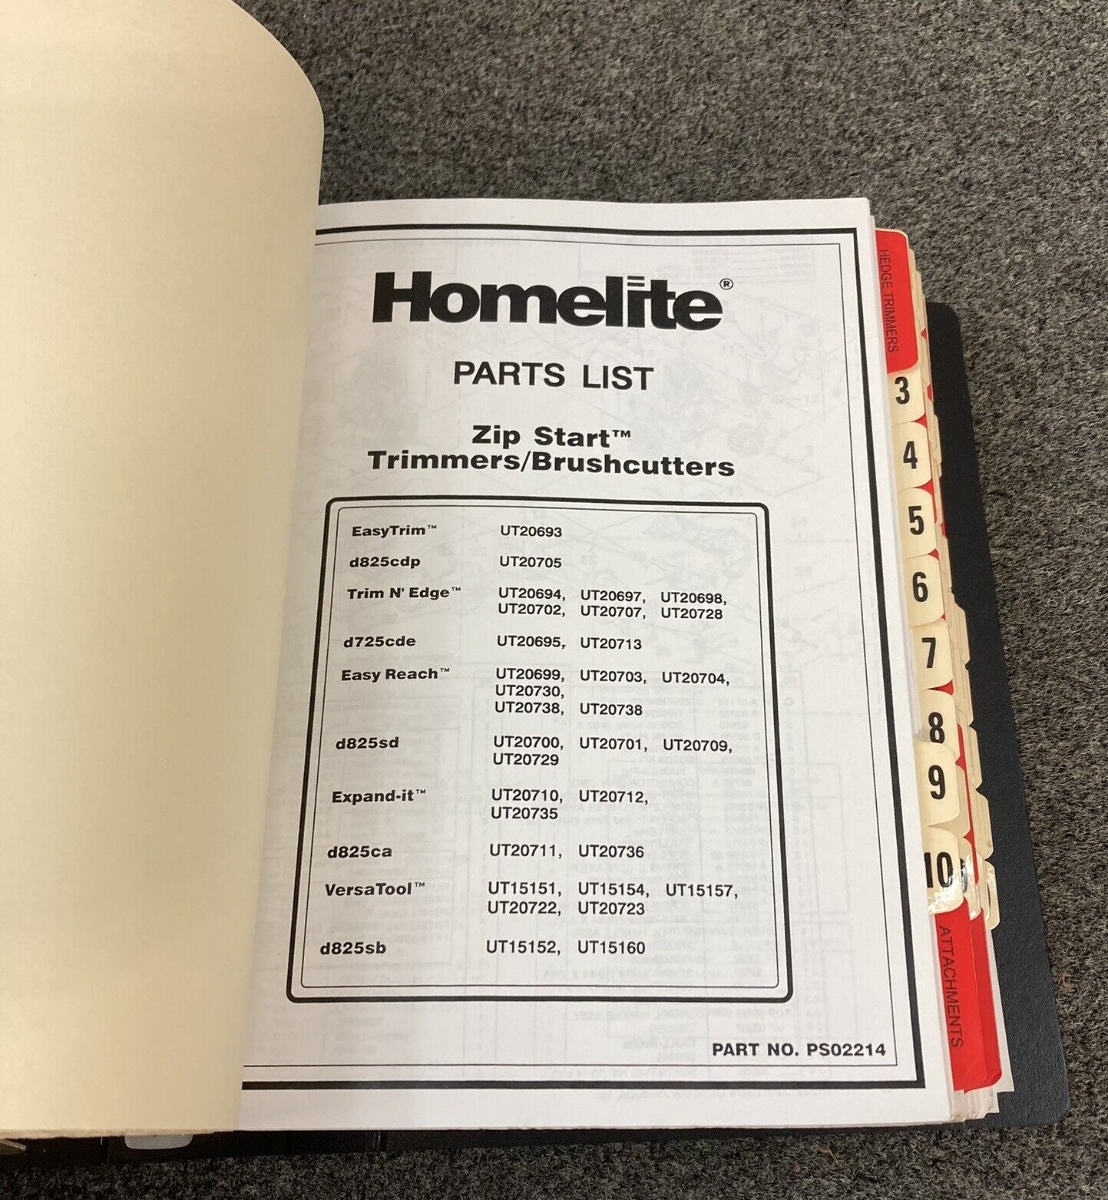 Homelite®
PARTS LIST
Zip Start™
Trimmers/Brushcutters
EasyTrim™ UT20693
d825cdp UT20705
Trim N' Edge™ UT20694, UT20697, UT20698,
UT20702, UT20707, UT20728
d725cde UT20695, UT20713
Easy Reach™ UT20699, UT20703, UT20704,
UT20730,
UT20738, UT20738
d825sd UT20700, UT20701, UT20709,
UT20729
Expand-it™ UT20710, UT20712,
UT20735
d825ca UT20711, UT20736
VersaTool™ UT15151, UT15154, UT15157,
UT20722, UT20723
d825sb UT15152, UT15160
PART NO. PS02214
HEDGE TRIMMERS
3
4
5
6
7
8
9
10
ATTACHMENTS